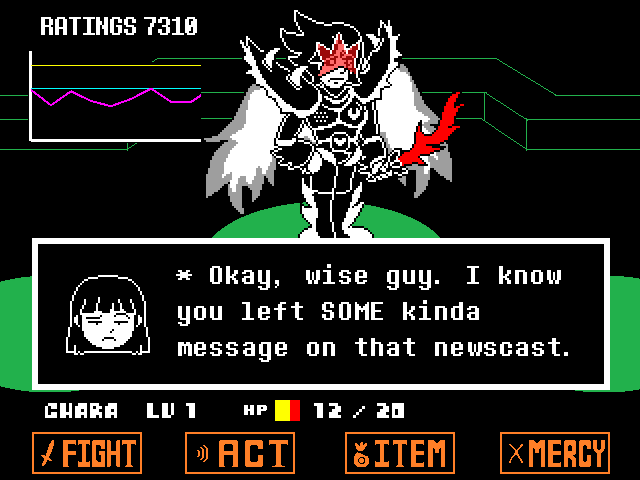 RATINGS 7310
* Okay, wise guy. I know
you left SOME kinda
message on that newscast.
CHARA LV 1 HP 12 / 20
FIGHT ACT ITEM MERCY